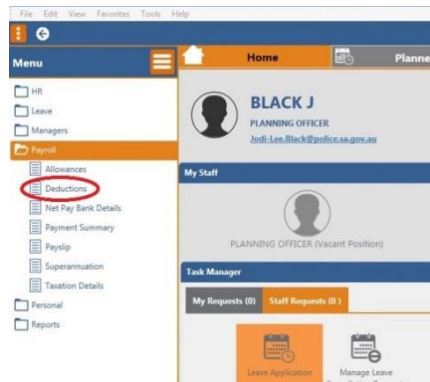 File Edit View Favorites Tools Help
Menu
Home
Planne
HR
Leave
Managers
Payroll
Allowances
Deductions
Net Pay Bank Details
Payment Summary
Payslip
Superannuation
Taxation Details
Personal
Reports
BLACK J
PLANNING OFFICER
Jodi-Lee.Black@police.sa.gov.au
My Staff
PLANNING OFFICER (Vacant Position)
Task Manager
My Requests (0) Staff Requests (0 )
Leave Application
Manage Leave